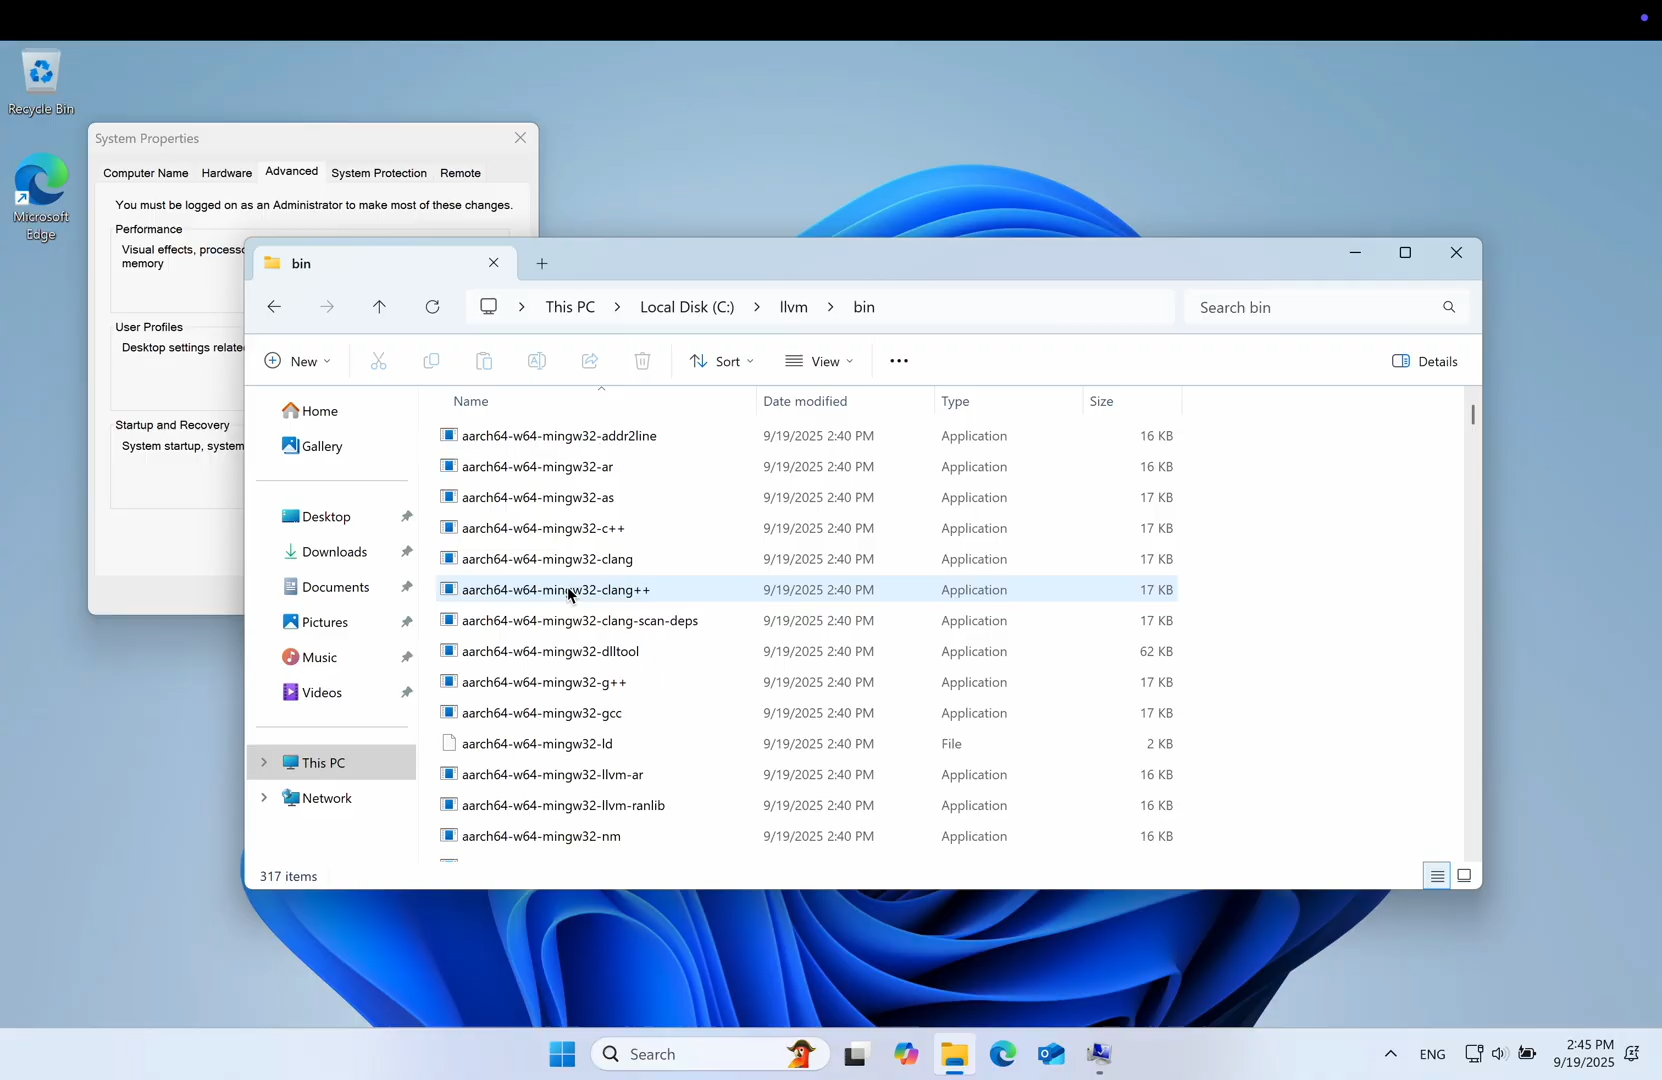 Recycle Bin
Microsoft
Edge
System Properties
Computer Name Hardware Advanced System Protection Remote
You must be logged on as an Administrator to make most of these changes.
Performance
Visual effects,
memory
User Profiles
Desktop settings
Startup and Recovery
System startup, system
bin
This PC > Local Disk (C:) > llvm > bin
Search bin
New
Sort
View
Details
Home
Gallery
Desktop
Downloads
Documents
Pictures
Music
Videos
This PC
Network
Name Date modified Type Size
aarch64-w64-mingw32-addr2line 9/19/2025 2:40 PM Application 16 KB
aarch64-w64-mingw32-ar 9/19/2025 2:40 PM Application 16 KB
aarch64-w64-mingw32-as 9/19/2025 2:40 PM Application 17 KB
aarch64-w64-mingw32-c++ 9/19/2025 2:40 PM Application 17 KB
aarch64-w64-mingw32-clang 9/19/2025 2:40 PM Application 17 KB
aarch64-w64-mingw32-clang++ 9/19/2025 2:40 PM Application 17 KB
aarch64-w64-mingw32-clang-scan-deps 9/19/2025 2:40 PM Application 17 KB
aarch64-w64-mingw32-dlltool 9/19/2025 2:40 PM Application 62 KB
aarch64-w64-mingw32-g++ 9/19/2025 2:40 PM Application 17 KB
aarch64-w64-mingw32-gcc 9/19/2025 2:40 PM Application 17 KB
aarch64-w64-mingw32-ld 9/19/2025 2:40 PM File 2 KB
aarch64-w64-mingw32-llvm-ar 9/19/2025 2:40 PM Application 16 KB
aarch64-w64-mingw32-llvm-ranlib 9/19/2025 2:40 PM Application 16 KB
aarch64-w64-mingw32-nm 9/19/2025 2:40 PM Application 16 KB
317 items
Search
ENG
2:45 PM
9/19/2025